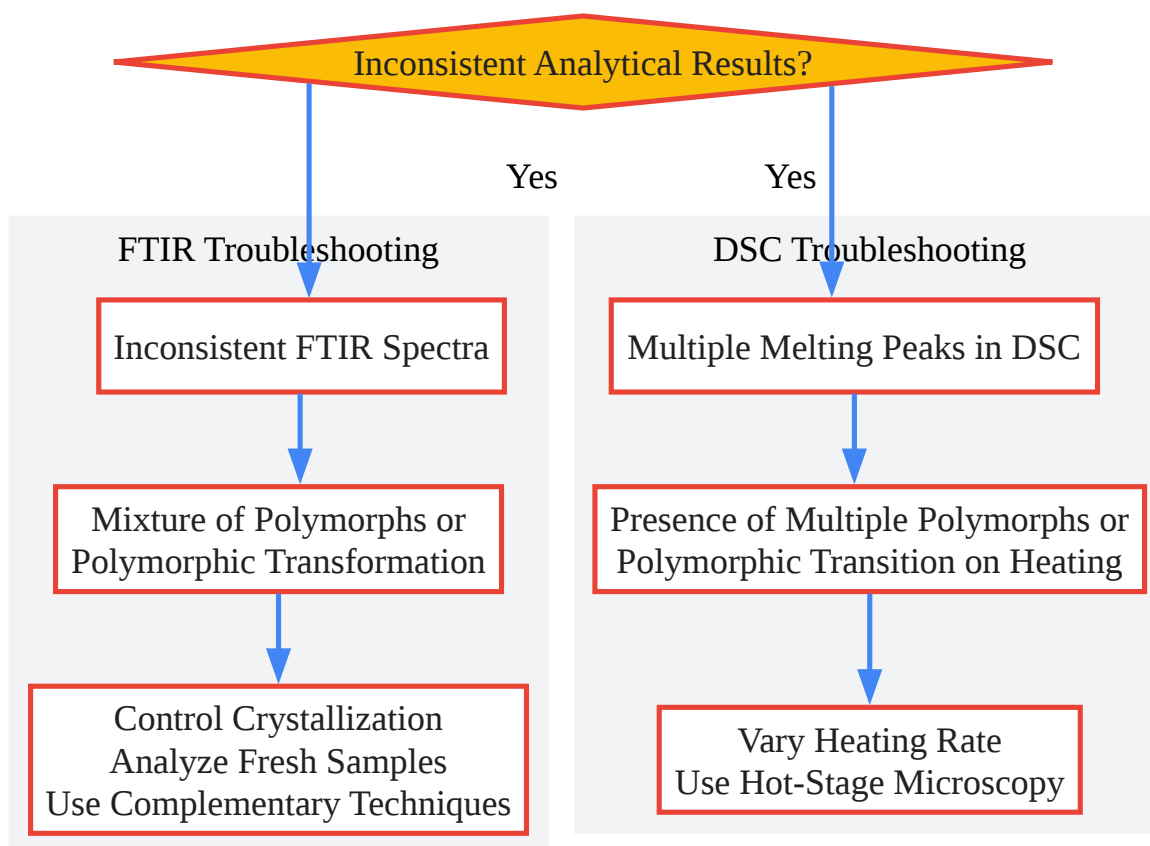 Inconsistent Analytical Results?
Yes
Yes
FTIR Troubleshooting
Inconsistent FTIR Spectra
Mixture of Polymorphs or
Polymorphic Transformation
Control Crystallization
Analyze Fresh Samples
Use Complementary Techniques
DSC Troubleshooting
Multiple Melting Peaks in DSC
Presence of Multiple Polymorphs or
Polymorphic Transition on Heating
Vary Heating Rate
Use Hot-Stage Microscopy